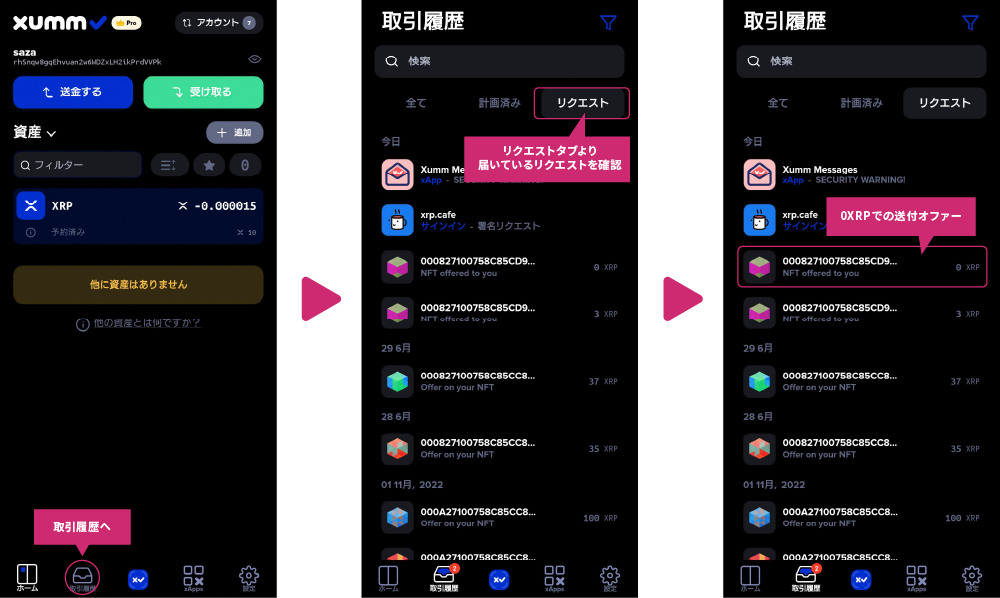 xumm Pro アカウント 7
saza
rhSnqw8gqEhvuan2w6WDZxLH2ikPrdVVPk
送金する 受け取る
資産 追加
フィルター 0
XRP -0.000015
予約済み 10
他に資産はありません
他の資産とは何ですか?
取引履歴へ
ホーム 取引履歴 xApps 設定
取引履歴
検索
全て 計画済み リクエスト
リクエストタブより
届いているリクエストを確認
今日
Xumm Me
xApp - SECURITY WARNING!
xrp.cafe
サインイン - 署名リクエスト
000827100758C85CD9...
NFT offered to you 0 XRP
000827100758C85CD9...
NFT offered to you 3 XRP
29 6月
000827100758C85CC8...
Offer on your NFT 37 XRP
28 6月
000827100758C85CC8...
Offer on your NFT 35 XRP
01 11月, 2022
000A27100758C85CC8...
Offer on your NFT 100 XRP
000A27100758C85CC8...
2
ホーム 取引履歴 xApps 設定
取引履歴
検索
全て 計画済み リクエスト
今日
Xumm Messages
xApp - SECURITY WARNING!
xrp.cafe
サインイン
0XRPでの送付オファー
000827100758C85CD9...
NFT offered to you 0 XRP
000827100758C85CD9...
NFT offered to you 3 XRP
29 6月
000827100758C85CC8...
Offer on your NFT 37 XRP
28 6月
000827100758C85CC8...
Offer on your NFT 35 XRP
01 11月, 2022
000A27100758C85CC8...
Offer on your NFT 100 XRP
000A27100758C85CC8...
2
ホーム 取引履歴 xApps 設定